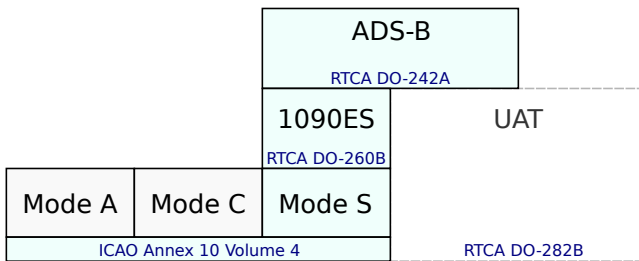 ADS-B
RTCA DO-242A
1090ES
UAT
RTCA DO-260B
Mode A
Mode C
Mode S
ICAO Annex 10 Volume 4
RTCA DO-282B